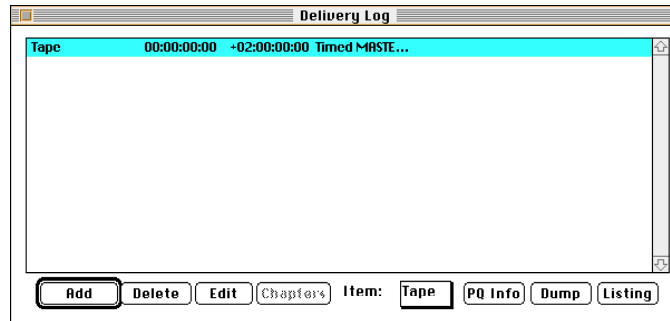 Delivery Log
Tape 00:00:00:00 +02:00:00:00 Timed MASTE...
Add Delete Edit Chapters Item: Tape PQ Info Dump Listing